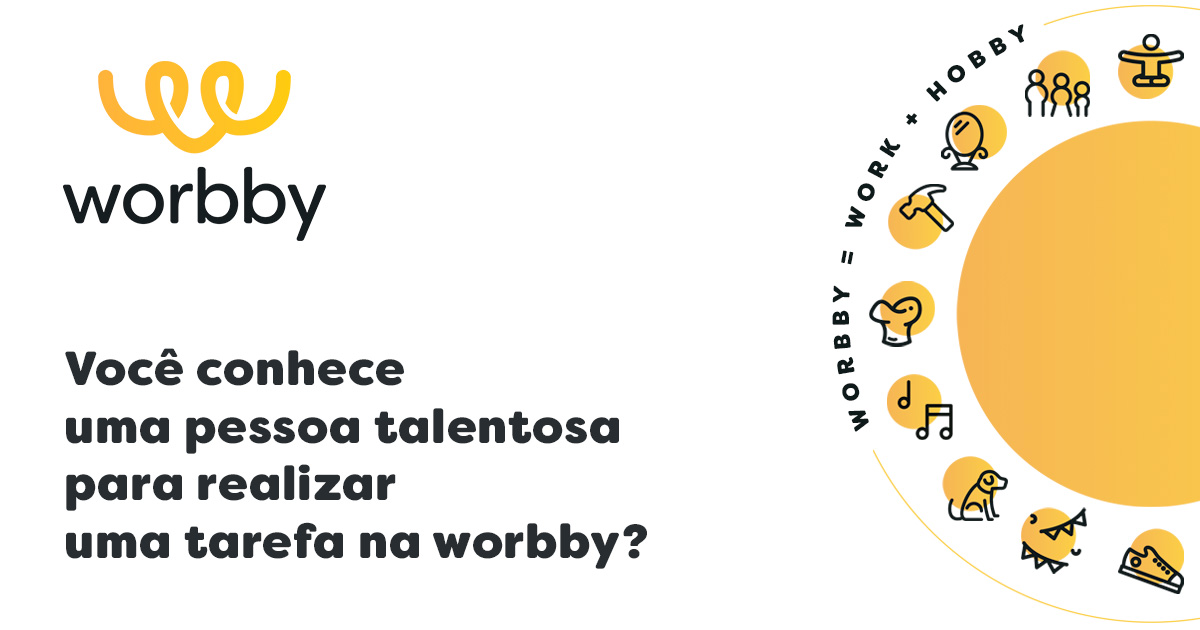 worbby
Você conhece
uma pessoa talentosa
para realizar
uma tarefa na worbby?
WORBBY = WORK + HOBBY